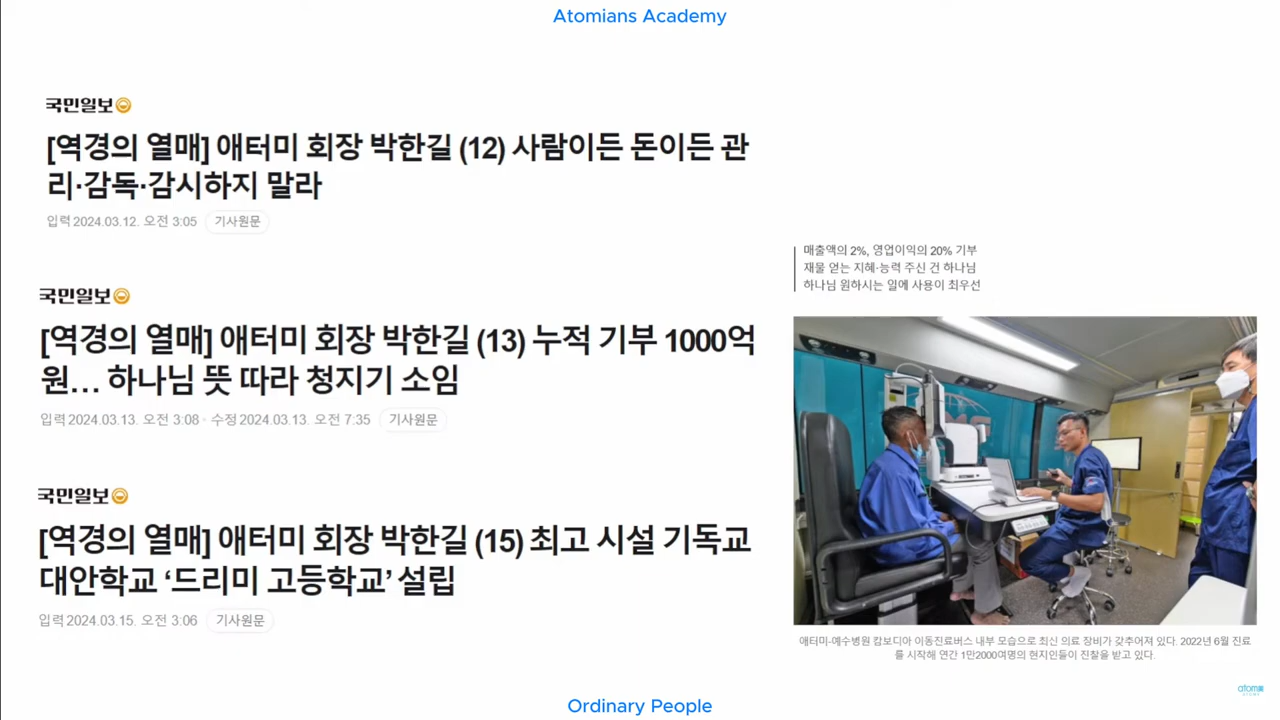 Atomians Academy
국민일보
[역경의 열매] 애터미 회장 박한길 (12) 사람이든 돈이든 관
리·감독·감시하지 말라
입력 2024.03.12. 오전 3:05 기사원문
국민일보
[역경의 열매] 애터미 회장 박한길 (13) 누적 기부 1000억
원… 하나님 뜻 따라 청지기 소임
입력 2024.03.13. 오전 3:08 · 수정 2024.03.13. 오전 7:35 기사원문
국민일보
[역경의 열매] 애터미 회장 박한길 (15) 최고 시설 기독교
대안학교 ‘드리미 고등학교’ 설립
입력 2024.03.15. 오전 3:06 기사원문
매출액의 2%, 영업이익의 20% 기부
재물 얻는 지혜·능력 주신 건 하나님
하나님 원하시는 일에 사용이 최우선
애터미-예수병원 캄보디아 이동진료버스 내부 모습으로 최신 의료 장비가 갖추어져 있다. 2022년 6월 진료
를 시작해 연간 1만2000여명의 현지인들이 진찰을 받고 있다.
Ordinary People